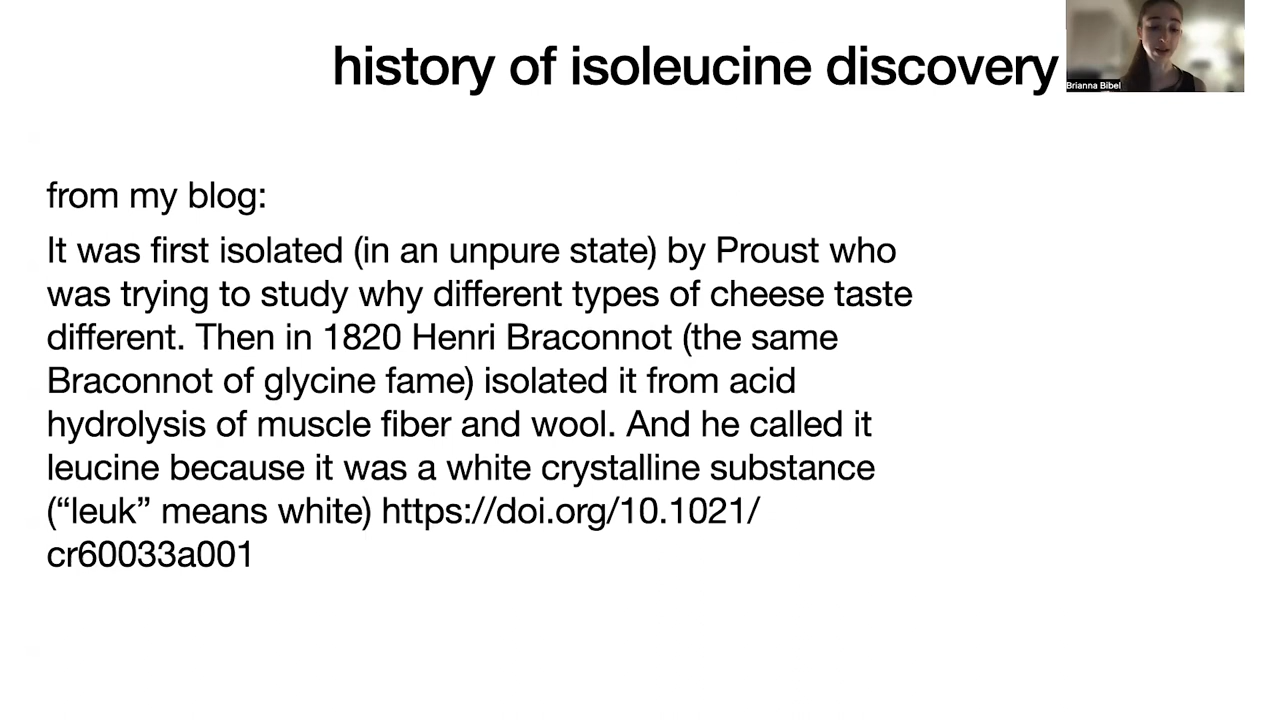 history of isoleucine discovery
Brianna Bibel
from my blog:
It was first isolated (in an unpure state) by Proust who
was trying to study why different types of cheese taste
different. Then in 1820 Henri Braconnot (the same
Braconnot of glycine fame) isolated it from acid
hydrolysis of muscle fiber and wool. And he called it
leucine because it was a white crystalline substance
(“leuk” means white) https://doi.org/10.1021/
cr60033a001